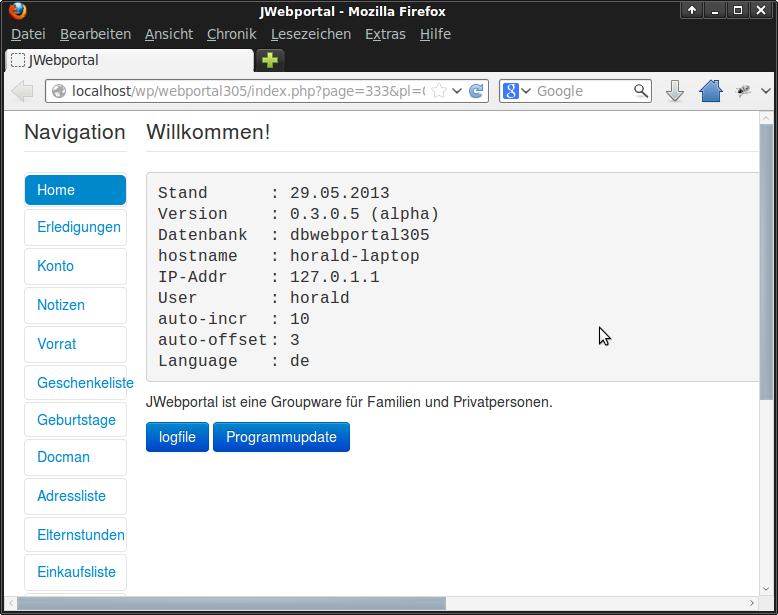 JWebportal - Mozilla Firefox
Datei Bearbeiten Ansicht Chronik Lesezeichen Extras Hilfe
JWebportal
localhost/wp/webportal305/index.php?page=333&pl=
8 Google
Navigation Willkommen!
Home
Erledigungen
Konto
Notizen
Vorrat
Geschenkeliste
Geburtstage
Docman
Adressliste
Elternstunden
Einkaufsliste
Stand : 29.05.2013
Version : 0.3.0.5 (alpha)
Datenbank : dbwebportal305
hostname : horald-laptop
IP-Addr : 127.0.1.1
User : horald
auto-incr : 10
auto-offset: 3
Language : de
JWebportal ist eine Groupware für Familien und Privatpersonen.
logfile Programmupdate